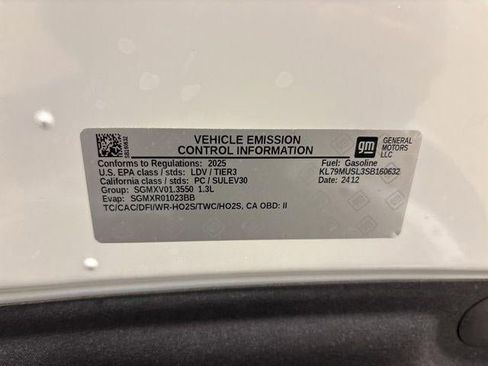 VEHICLE EMISSION
CONTROL INFORMATION
gm
GENERAL
MOTORS
LLC
Conforms to Regulations: 2025
Fuel: Gasoline
U.S. EPA class / stds: LDV / TIER3
KL79MUSL3SB160632
California class / stds: PC / SULEV30
Date: 2412
Group: SGMXV01.3550 1.3L
Evap: SGMXR01023BB
TC/CAC/DFI/WR-HO2S/TWC/HO2S, CA OBD: II